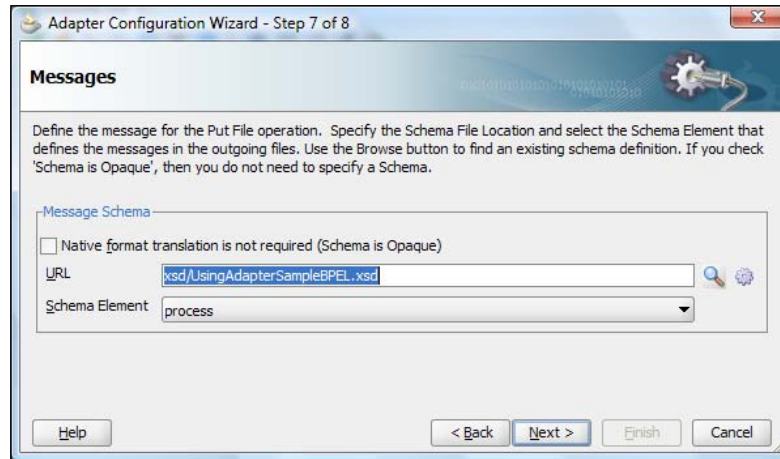 Adapter Configuration Wizard - Step 7 of 8
Messages
Define the message for the Put File operation. Specify the Schema File Location and select the Schema Element that
defines the messages in the outgoing files. Use the Browse button to find an existing schema definition. If you check
'Schema is Opaque', then you do not need to specify a Schema.
Message Schema
Native format translation is not required (Schema is Opaque)
URL xsd/UsingAdapterSampleBPEL.xsd
Schema Element process
Help < Back Next > Finish Cancel